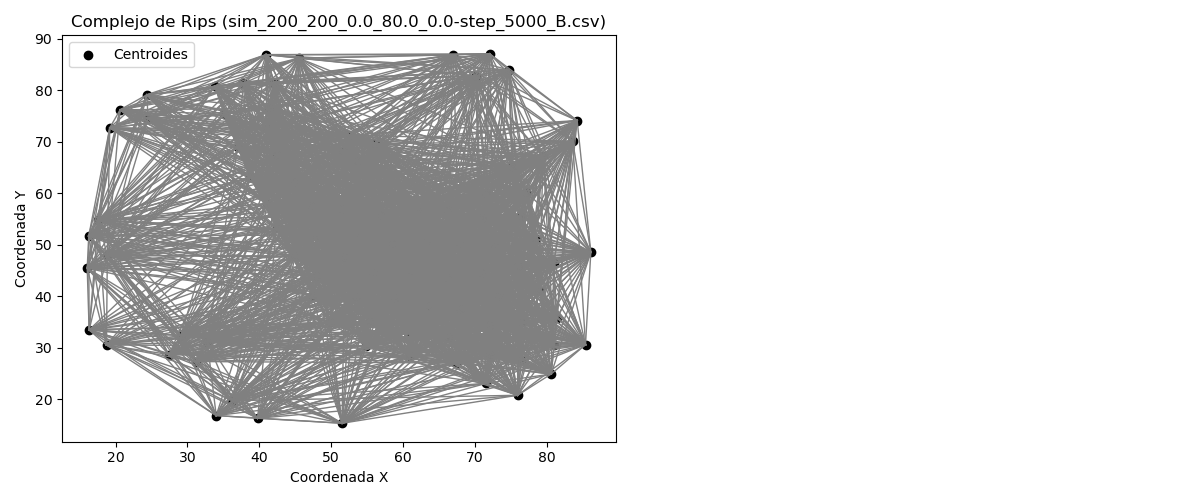 Complejo de Rips (sim_200_200_0.0_80.0_0.0-step_5000_B.csv)
Centroides
Coordenada Y
90
80
70
60
50
40
30
20
20 30 40 50 60 70 80
Coordenada X